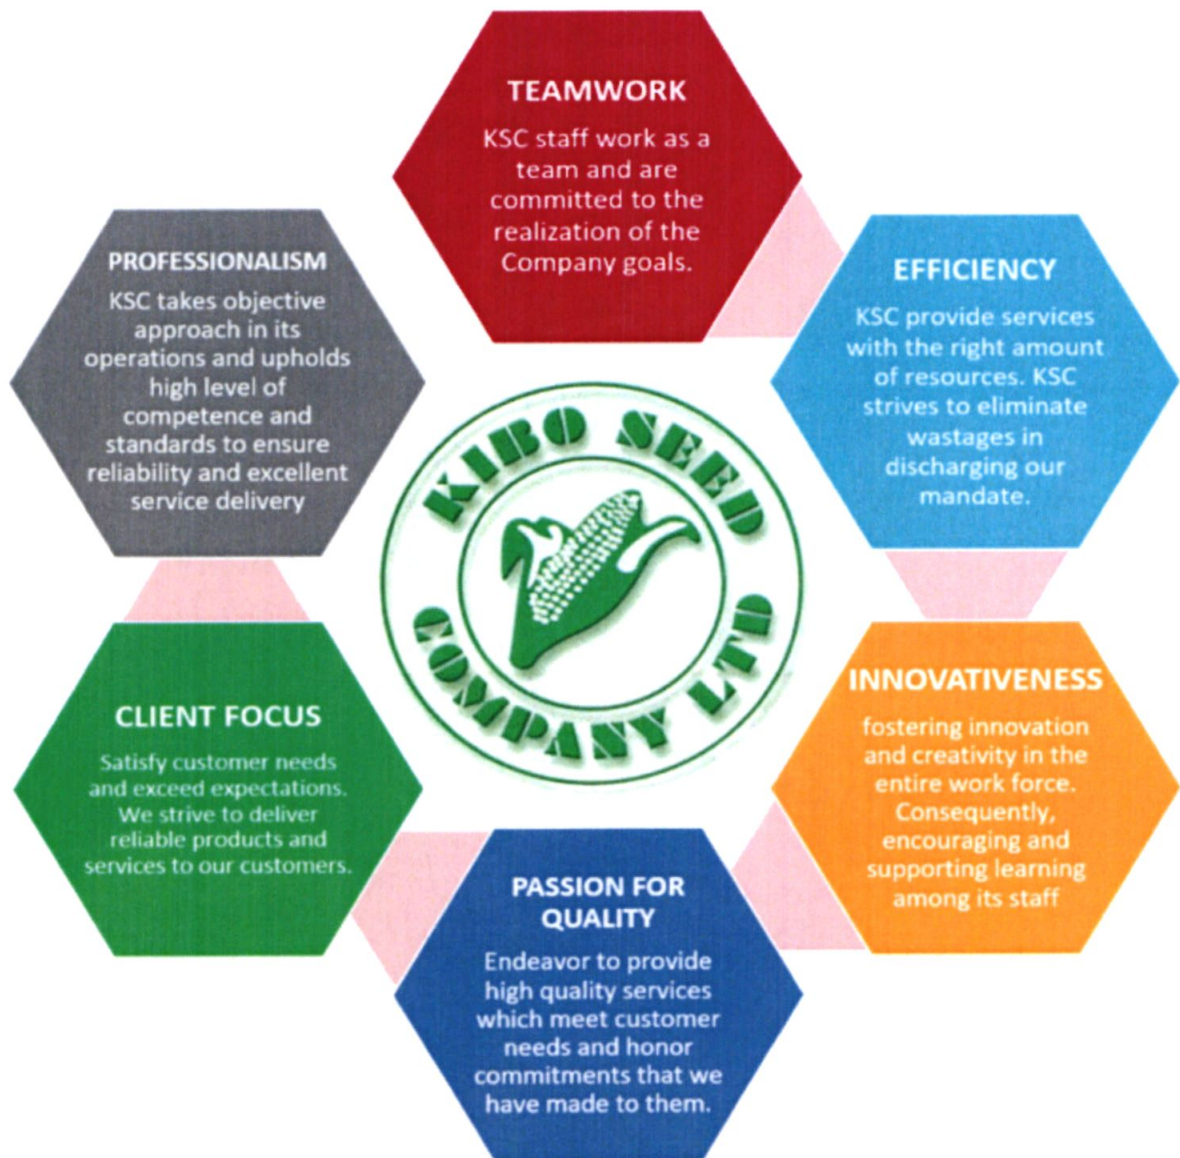 TEAMWORK
KSC staff work as a
team and are
committed to the
realization of the
Company goals.
EFFICIENCY
KSC provide services
with the right amount
of resources. KSC
strives to eliminate
wastages in
discharging our
mandate.
INNOVATIVENESS
fostering innovation
and creativity in the
entire work force.
Consequently,
encouraging and
supporting learning
among its staff
PASSION FOR
QUALITY
Endeavor to provide
high quality services
which meet customer
needs and honor
commitments that we
have made to them.
CLIENT FOCUS
Satisfy customer needs
and exceed expectations.
We strive to deliver
reliable products and
services to our customers.
PROFESSIONALISM
KSC takes objective
approach in its
operations and upholds
high level of
competence and
standards to ensure
reliability and excellent
service delivery
KIBO SEED
COMPANY LTD